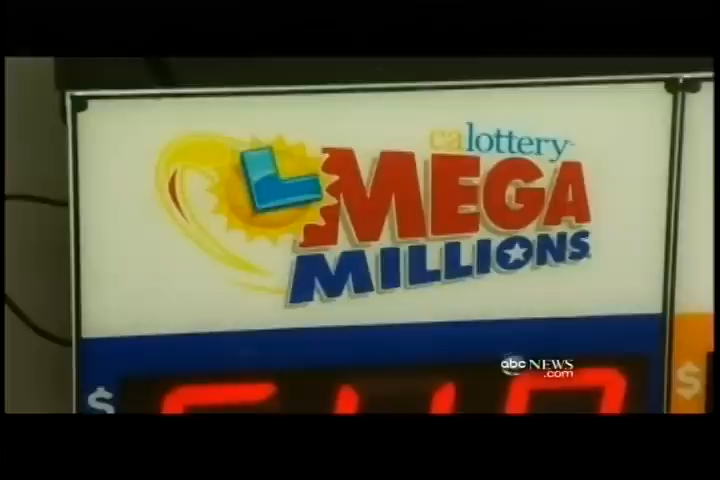 calottery
MEGA
MILLIONS
abc NEWS
.com
$
$